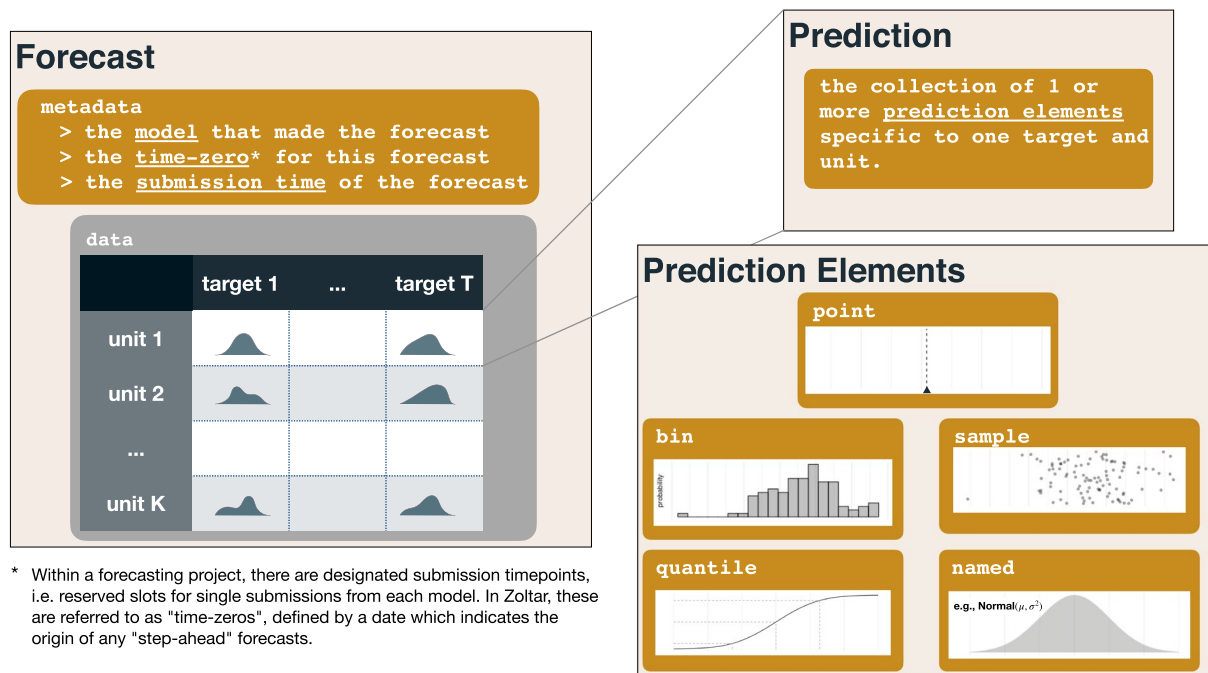 Forecast
metadata
> the model that made the forecast
> the time-zero* for this forecast
> the submission time of the forecast
data
target 1 ... target T
unit 1
unit 2
...
unit K
* Within a forecasting project, there are designated submission timepoints,
i.e. reserved slots for single submissions from each model. In Zoltar, these
are referred to as "time-zeros", defined by a date which indicates the
origin of any "step-ahead" forecasts.
Prediction
the collection of 1 or
more prediction elements
specific to one target and
unit.
Prediction Elements
point
bin
probability
sample
quantile
named
e.g., Normal(μ, σ²)